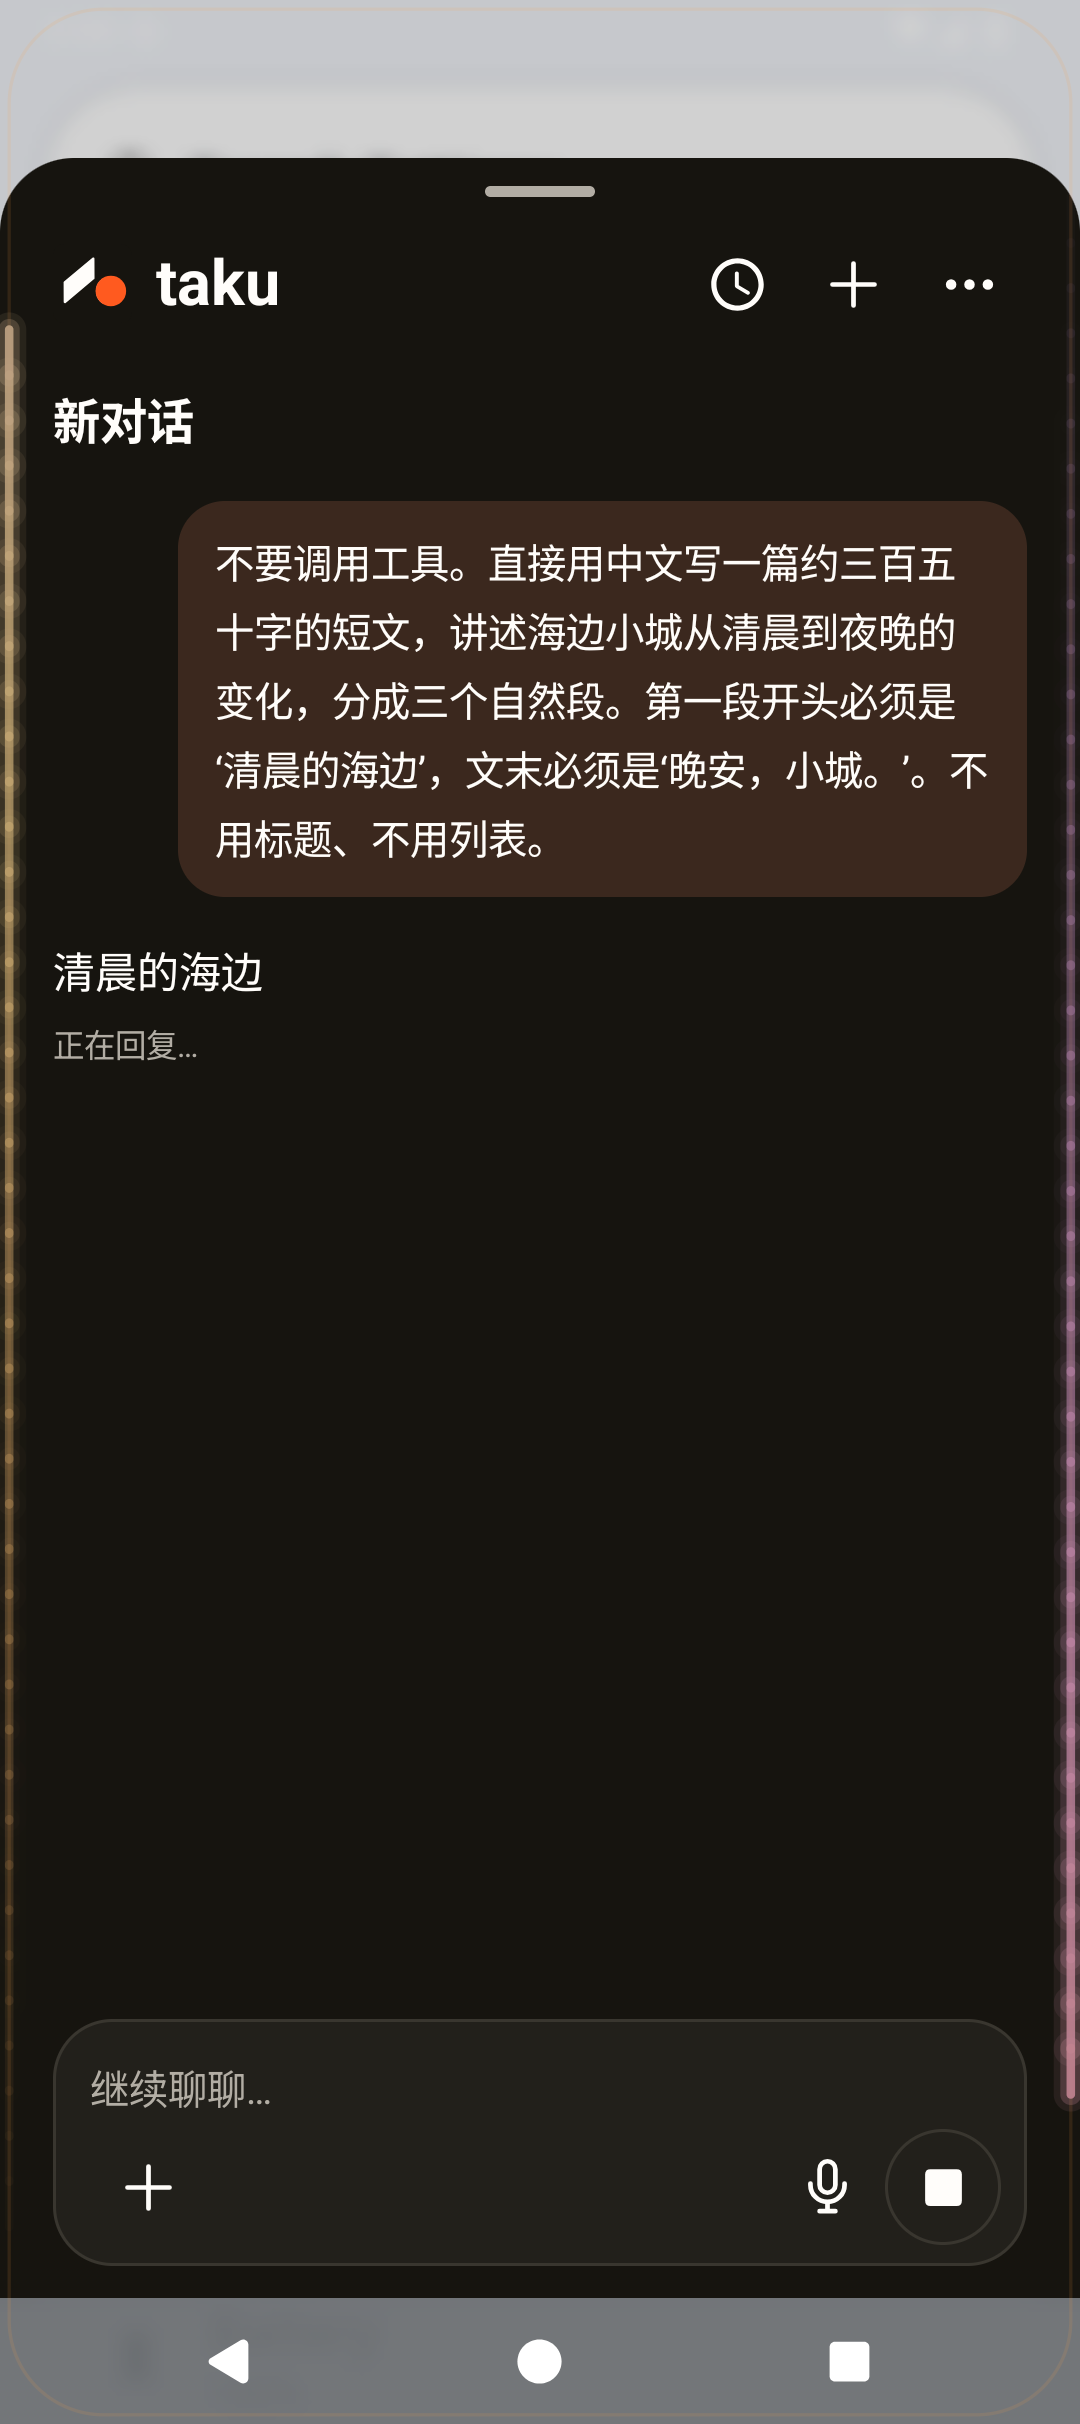 taku
新对话
不要调用工具。直接用中文写一篇约三百五
十字的短文，讲述海边小城从清晨到夜晚的
变化，分成三个自然段。第一段开头必须是
‘清晨的海边’，文末必须是‘晚安，小城。’。不
用标题、不用列表。
清晨的海边
正在回复...
继续聊聊...